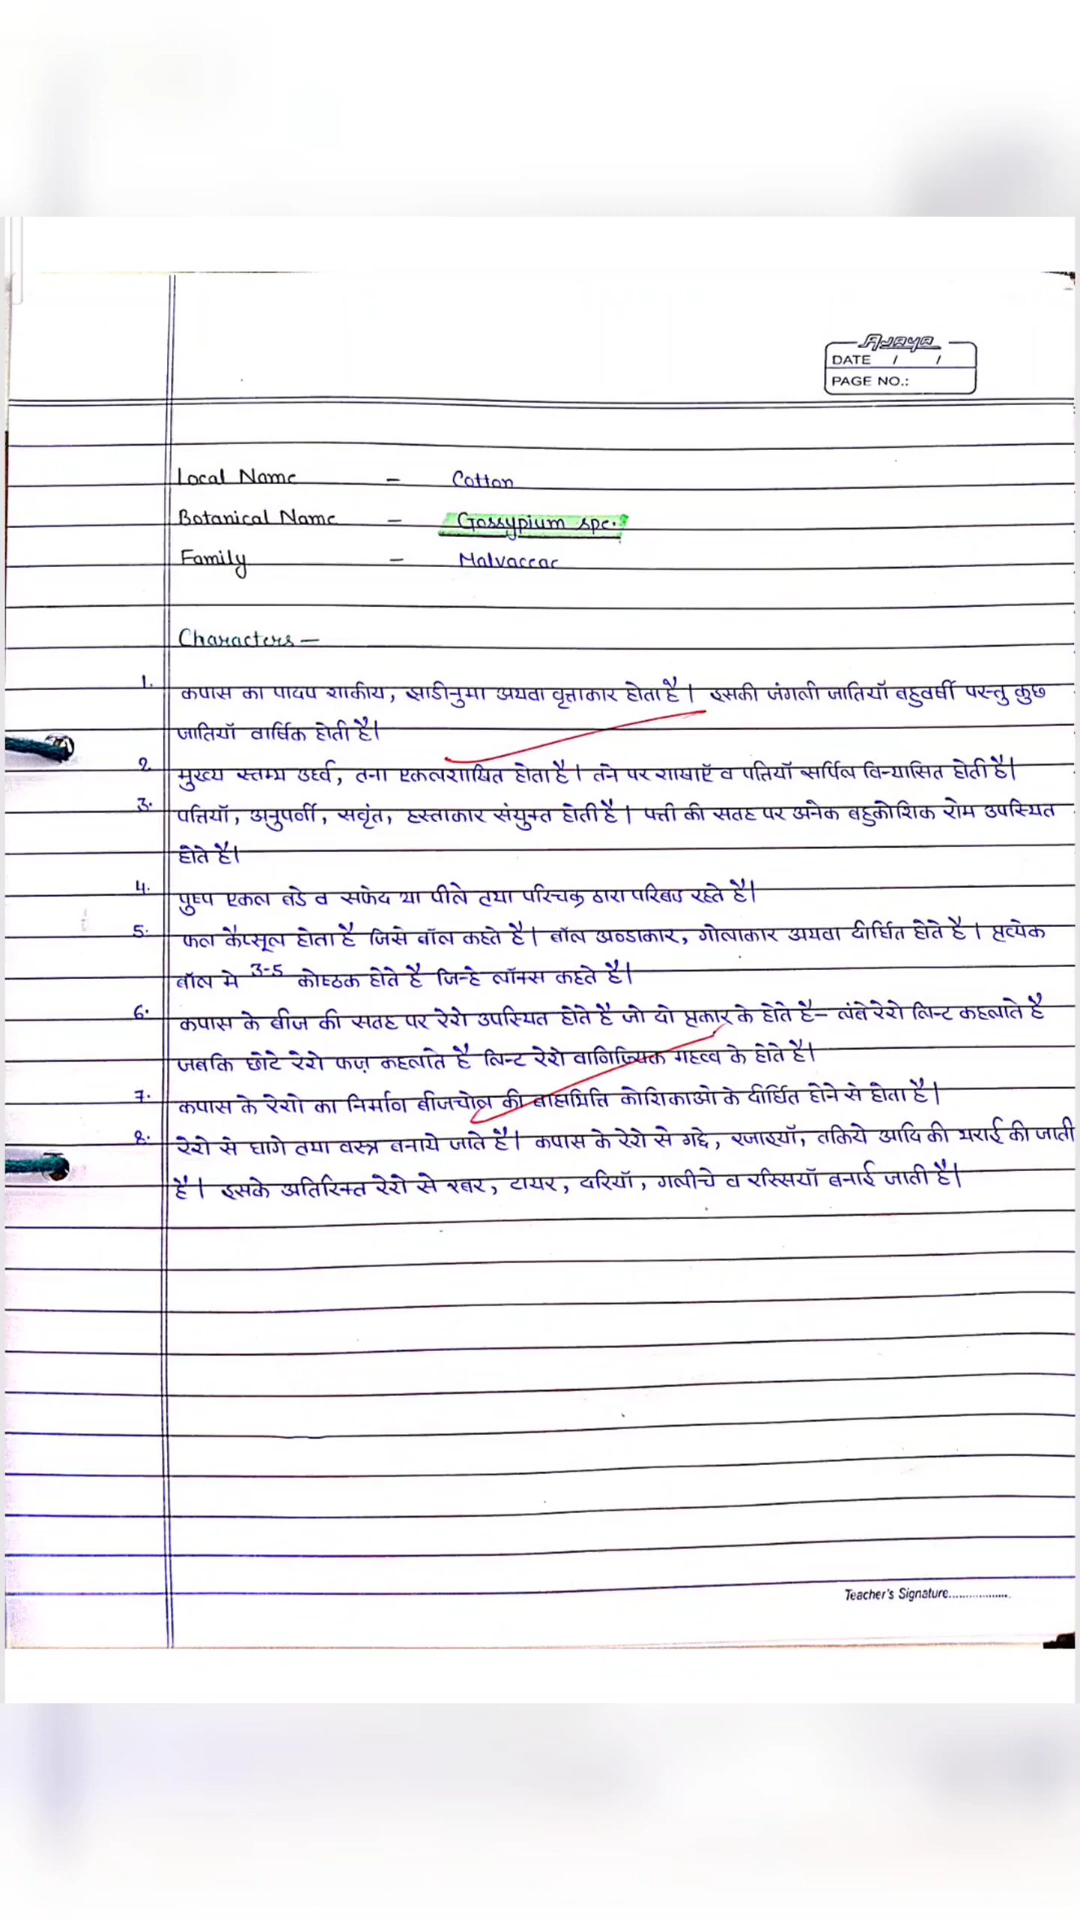 Ajaya
DATE / /
PAGE NO.:
Local Name - Cotton
Botanical Name - Gossypium spe.
Family - Malvaceae
Characters -
1. कपास का पादप शाकीय, झाडीनुमा अथवा वृत्ताकार होता है। इसकी जंगली जातियाँ बहुवर्षी परन्तु कुछ
जातियाँ वार्षिक होती है।
2 मुख्य स्तम्भ उर्ध्व, तना एकलशाखित होता है। तने पर शाखाएँ व पतियाँ सर्पिल विन्यासित होती है।
3. पत्तियाँ, अनुपर्णी, सवृंत, हस्ताकार संयुक्त होती है। पत्ती की सतह पर अनेक बहुकोशिक रोम उपस्थित
होते है।
4. पुष्प एकल बडे व सफेद या पीले तथा परिचक्र द्वारा परिबद्ध रहते है।
5. फल कैप्सूल होता है जिसे बॉल कहते है। बॉल अण्डाकार, गोलाकार अथवा दीर्घित होते है। प्रत्येक
बॉल मे 3-5 कोष्ठक होते है जिन्हे लॉक्स कहते है।
6. कपास के बीज की सतह पर रेशे उपस्थित होते है जो दो प्रकार के होते है- लंबे रेशे लिन्ट कहलाते है
जबकि छोटे रेशे फज़ कहलाते है लिन्ट रेशे वाणिज्यिक महत्व के होते है।
7. कपास के रेशो का निर्माण बीजचोल की बाह्यभित्ति कोशिकाओ के दीर्घित होने से होता है।
8. रेशे से धागे तथा वस्त्र बनाये जाते है। कपास के रेशे से गद्दे, रजाइयाँ, तकिये आदि की भराई की जाती
है। इसके अतिरिक्त रेशे से रबर, टायर, दरियाँ, गलीचे व रस्सियाँ बनाई जाती है।
Teacher's Signature..................